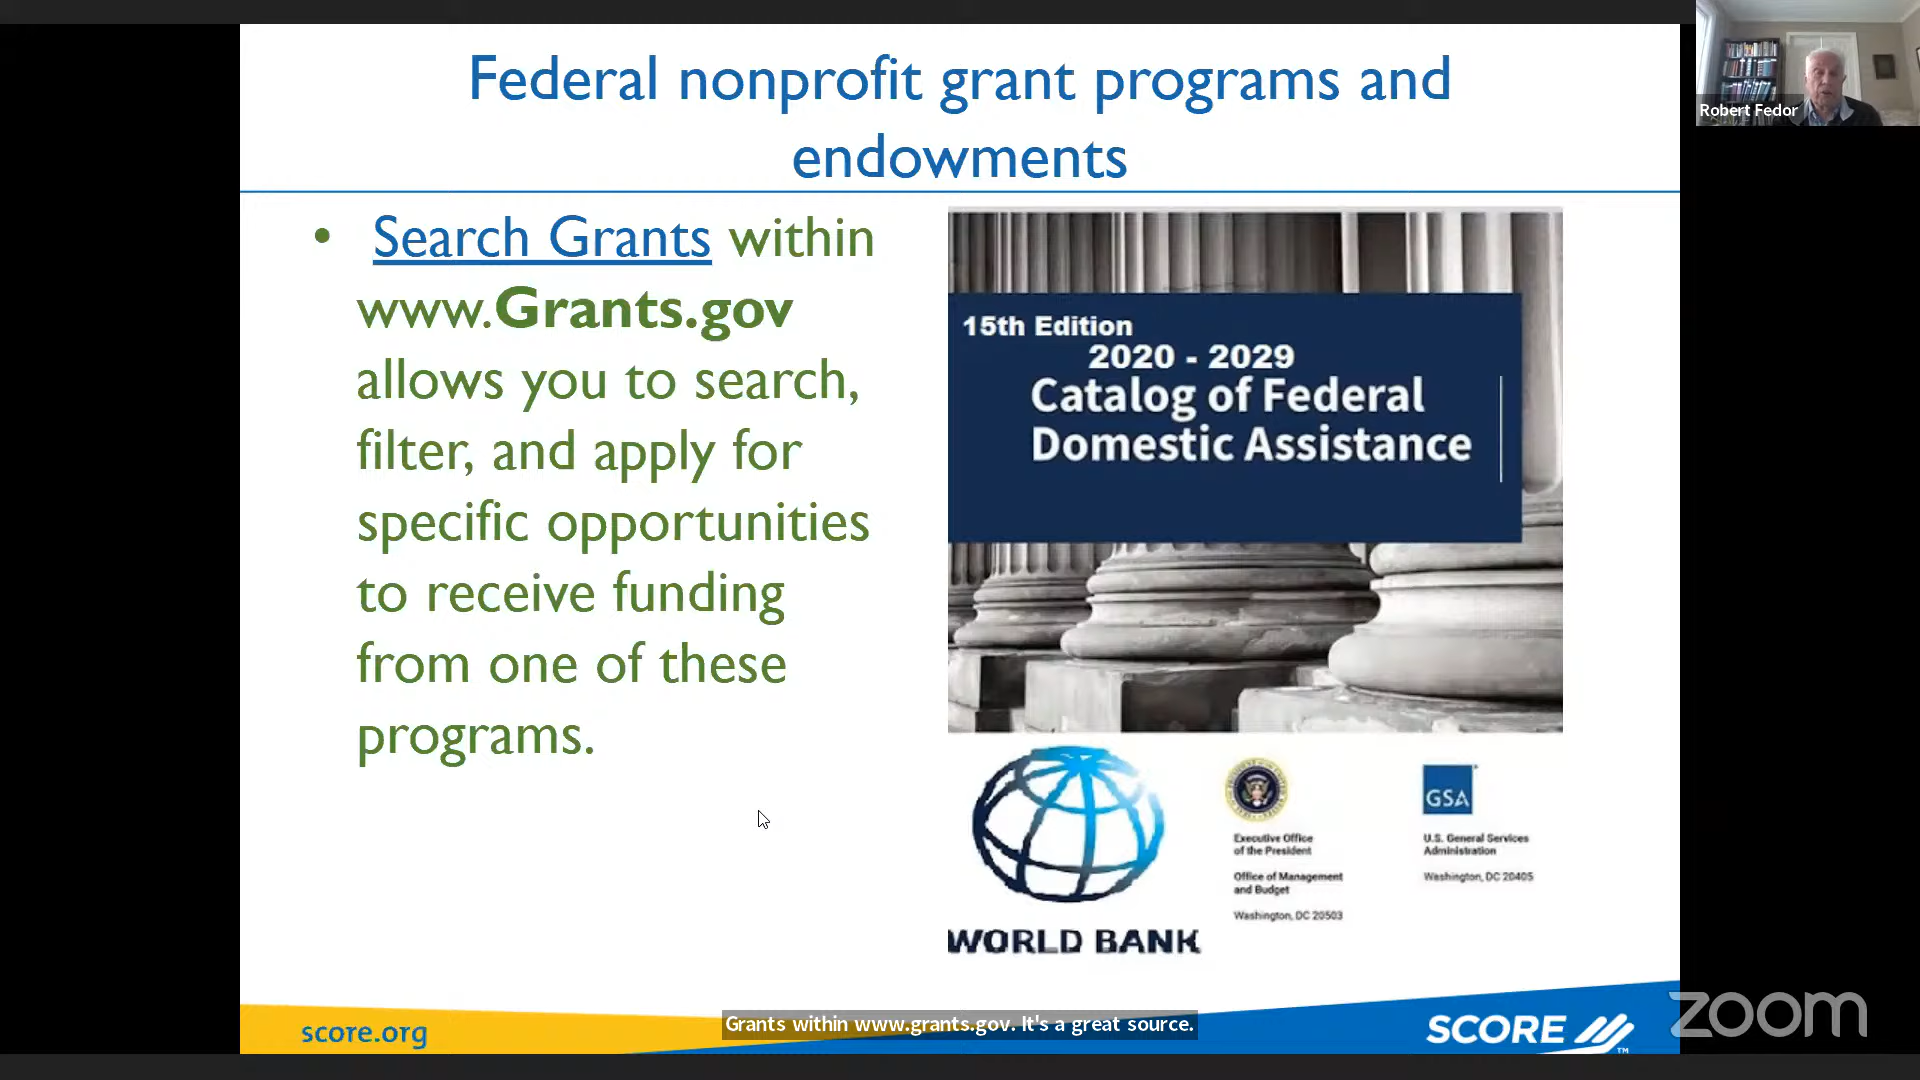 Federal nonprofit grant programs and
endowments
Robert Fedor
• Search Grants within
www.Grants.gov
allows you to search,
filter, and apply for
specific opportunities
to receive funding
from one of these
programs.
15th Edition
2020 - 2029
Catalog of Federal
Domestic Assistance
WORLD BANK
Executive Office
of the President
Office of Management
and Budget
Washington, DC 20503
GSA
U.S. General Services
Administration
Washington, DC 20405
score.org
Grants within www.grants.gov. It's a great source.
SCORE
TM
zoom